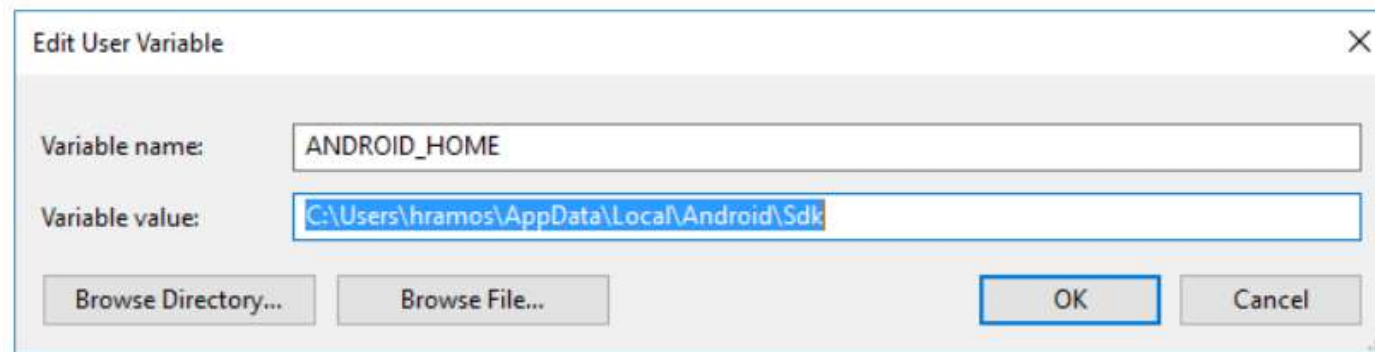 Edit User Variable
Variable name: ANDROID_HOME
Variable value: C:\Users\hramos\AppData\Local\Android\Sdk
Browse Directory... Browse File... OK Cancel